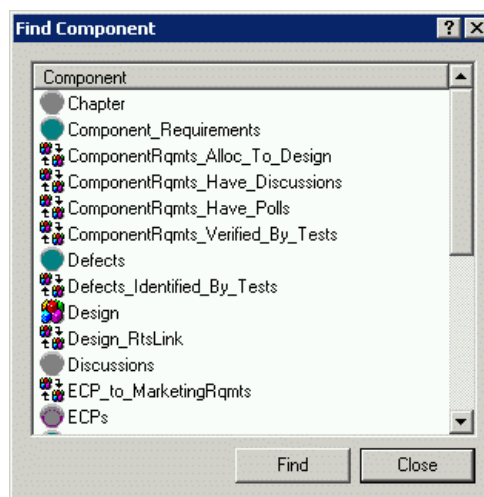 Find Component
Component
Chapter
Component_Requirements
ComponentRqmts_Alloc_To_Design
ComponentRqmts_Have_Discussions
ComponentRqmts_Have_Polls
ComponentRqmts_Verified_By_Tests
Defects
Defects_Identified_By_Tests
Design
Design_RtsLink
Discussions
ECP_to_MarketingRqmts
ECPs
Find Close